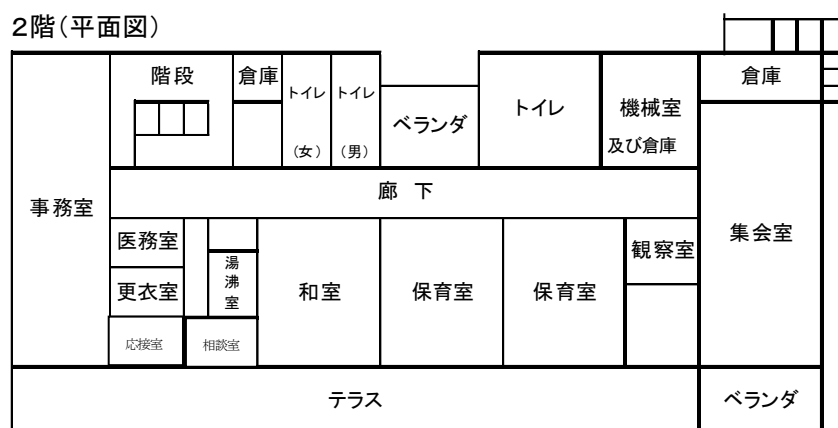 ２階（平面図）
階段
倉庫
トイレ
（女）
トイレ
（男）
ベランダ
トイレ
機械室
及び倉庫
倉庫
廊 下
事務室
医務室
更衣室
応接室
湯沸室
相談室
和室
保育室
保育室
観察室
集会室
テラス
ベランダ